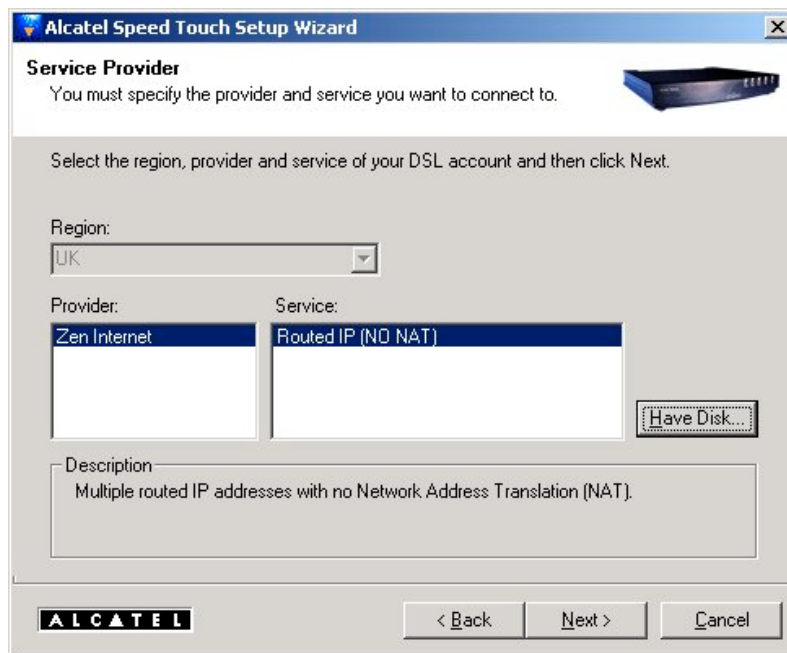 Alcatel Speed Touch Setup Wizard
Service Provider
You must specify the provider and service you want to connect to.
Select the region, provider and service of your DSL account and then click Next.
Region:
UK
Provider:
Service:
Zen Internet
Routed IP (NO NAT)
Have Disk...
Description
Multiple routed IP addresses with no Network Address Translation (NAT).
ALCATEL
< Back
Next >
Cancel